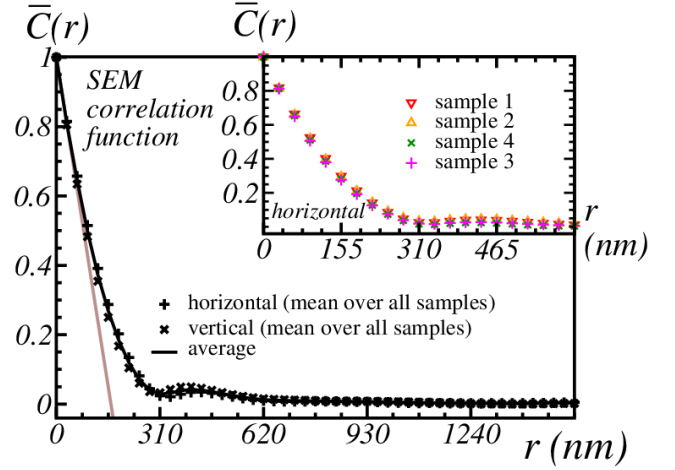 C̅(r)
C̅(r)
1
0.8
0.6
0.4
0.2
0
SEM
correlation
function
0.8
0.6
0.4
0.2
sample 1
sample 2
sample 4
sample 3
horizontal
r
(nm)
0 155 310 465
horizontal (mean over all samples)
vertical (mean over all samples)
average
0 310 620 930 1240
r (nm)